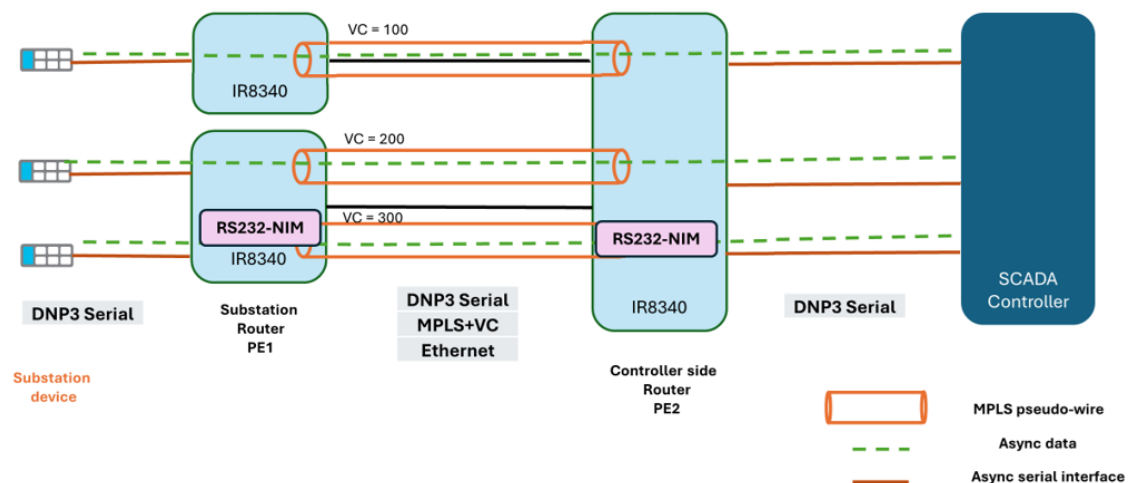 VC = 100
IR8340
VC = 200
RS232-NIM
VC = 300
IR8340
RS232-NIM
IR8340
SCADA
Controller
DNP3 Serial
Substation
Router
PE1
DNP3 Serial
MPLS+VC
Ethernet
DNP3 Serial
Substation
device
Controller side
Router
PE2
MPLS pseudo-wire
Async data
Async serial interface